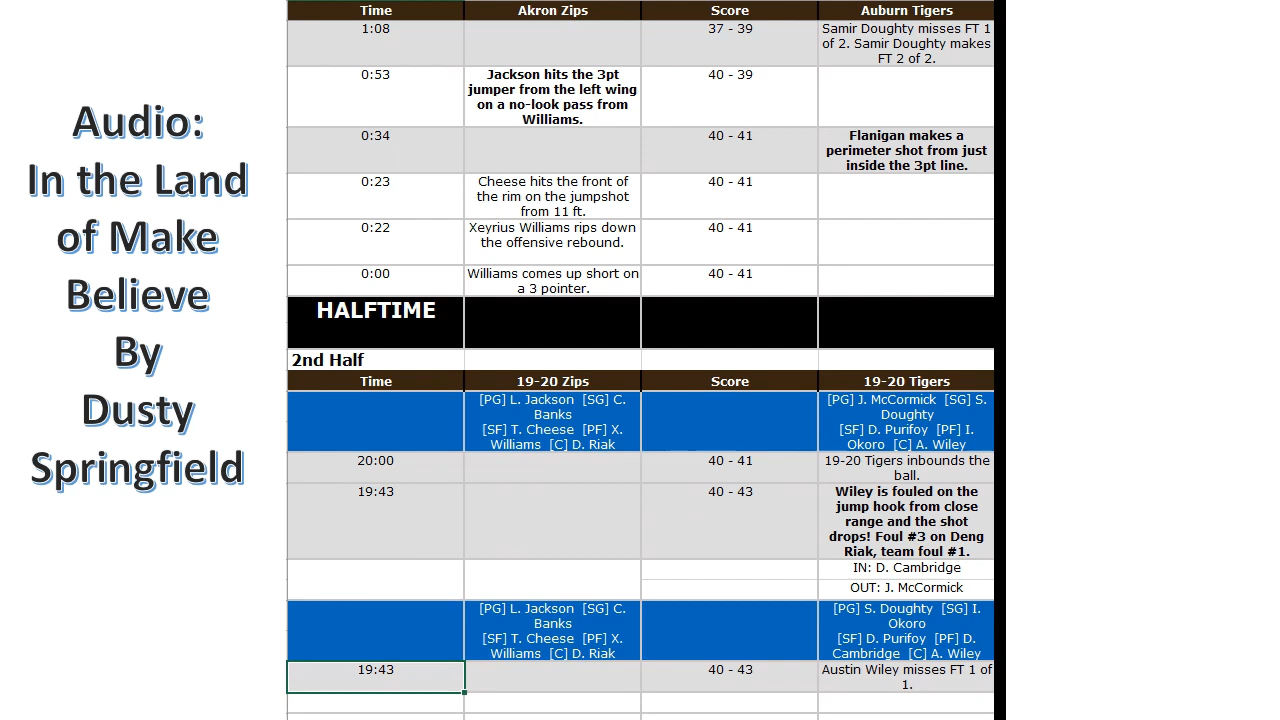 Audio:
In the Land
of Make
Believe
By
Dusty
Springfield
Time Akron Zips Score Auburn Tigers
1:08 37 - 39 Samir Doughty misses FT 1
of 2. Samir Doughty makes
FT 2 of 2.
0:53 Jackson hits the 3pt 40 - 39
jumper from the left wing
on a no-look pass from
Williams.
0:34 40 - 41 Flanigan makes a
perimeter shot from just
inside the 3pt line.
0:23 Cheese hits the front of 40 - 41
the rim on the jumpshot
from 11 ft.
0:22 Xeyrius Williams rips down 40 - 41
the offensive rebound.
0:00 Williams comes up short on 40 - 41
a 3 pointer.
HALFTIME
2nd Half
Time 19-20 Zips Score 19-20 Tigers
[PG] L. Jackson [SG] C. [PG] J. McCormick [SG] S.
Banks Doughty
[SF] T. Cheese [PF] X. [SF] D. Purifoy [PF] I.
Williams [C] D. Riak Okoro [C] A. Wiley
20:00 40 - 41 19-20 Tigers inbounds the
ball.
19:43 40 - 43 Wiley is fouled on the
jump hook from close
range and the shot
drops! Foul #3 on Deng
Riak, team foul #1.
IN: D. Cambridge
OUT: J. McCormick
[PG] L. Jackson [SG] C. [PG] S. Doughty [SG] I.
Banks Okoro
[SF] T. Cheese [PF] X. [SF] D. Purifoy [PF] D.
Williams [C] D. Riak Cambridge [C] A. Wiley
19:43 40 - 43 Austin Wiley misses FT 1 of
1.